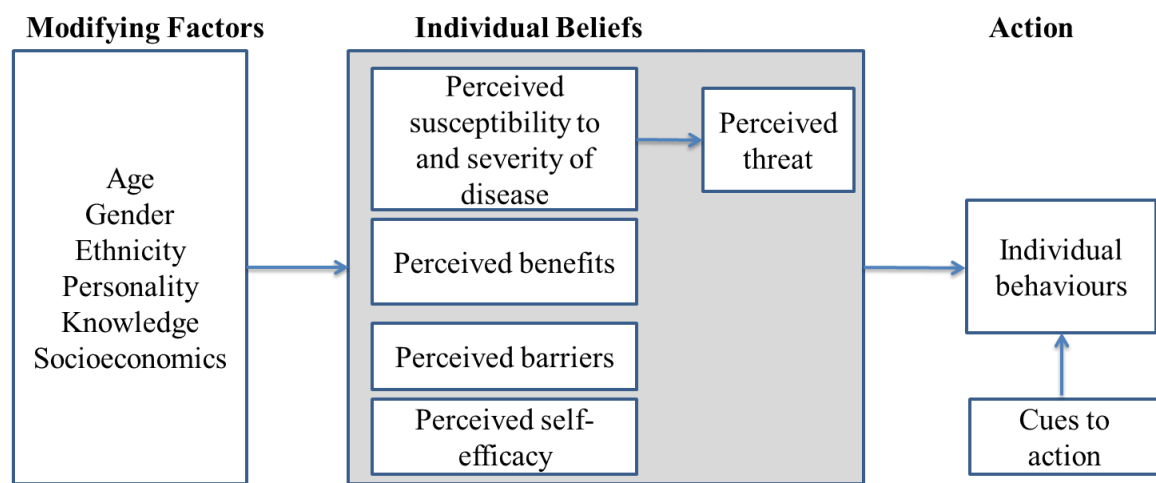 Modifying Factors
Age
Gender
Ethnicity
Personality
Knowledge
Socioeconomics
Individual Beliefs
Perceived
susceptibility to
and severity of
disease
Perceived
threat
Perceived benefits
Perceived barriers
Perceived self-
efficacy
Action
Individual
behaviours
Cues to
action